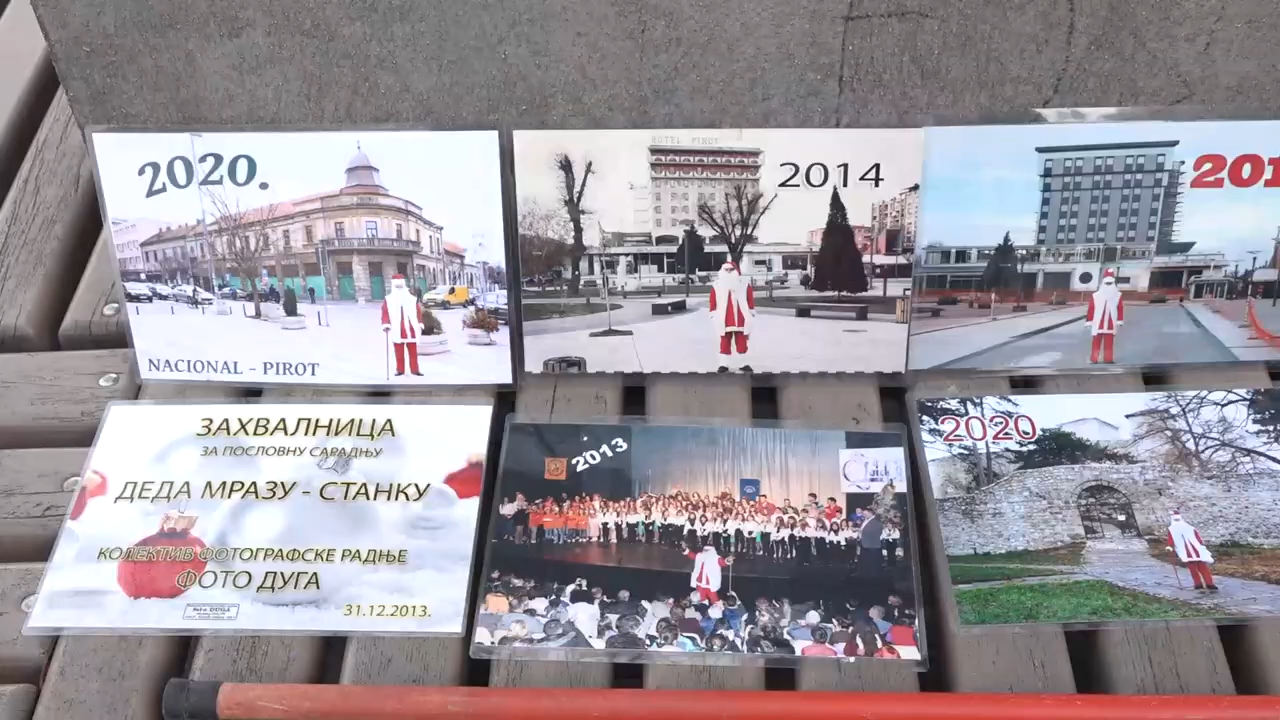 2020.
NACIONAL - PIROT
HOTEL PIROT
2014
ЗАХВАЛНИЦА
ЗА ПОСЛОВНУ САРАДЊУ
ДЕДА МРАЗУ - СТАНКУ
КОЛЕКТИВ ФОТОГРАФСКЕ РАДЊЕ
ФОТО ДУГА
31.12.2013.
2013
2020